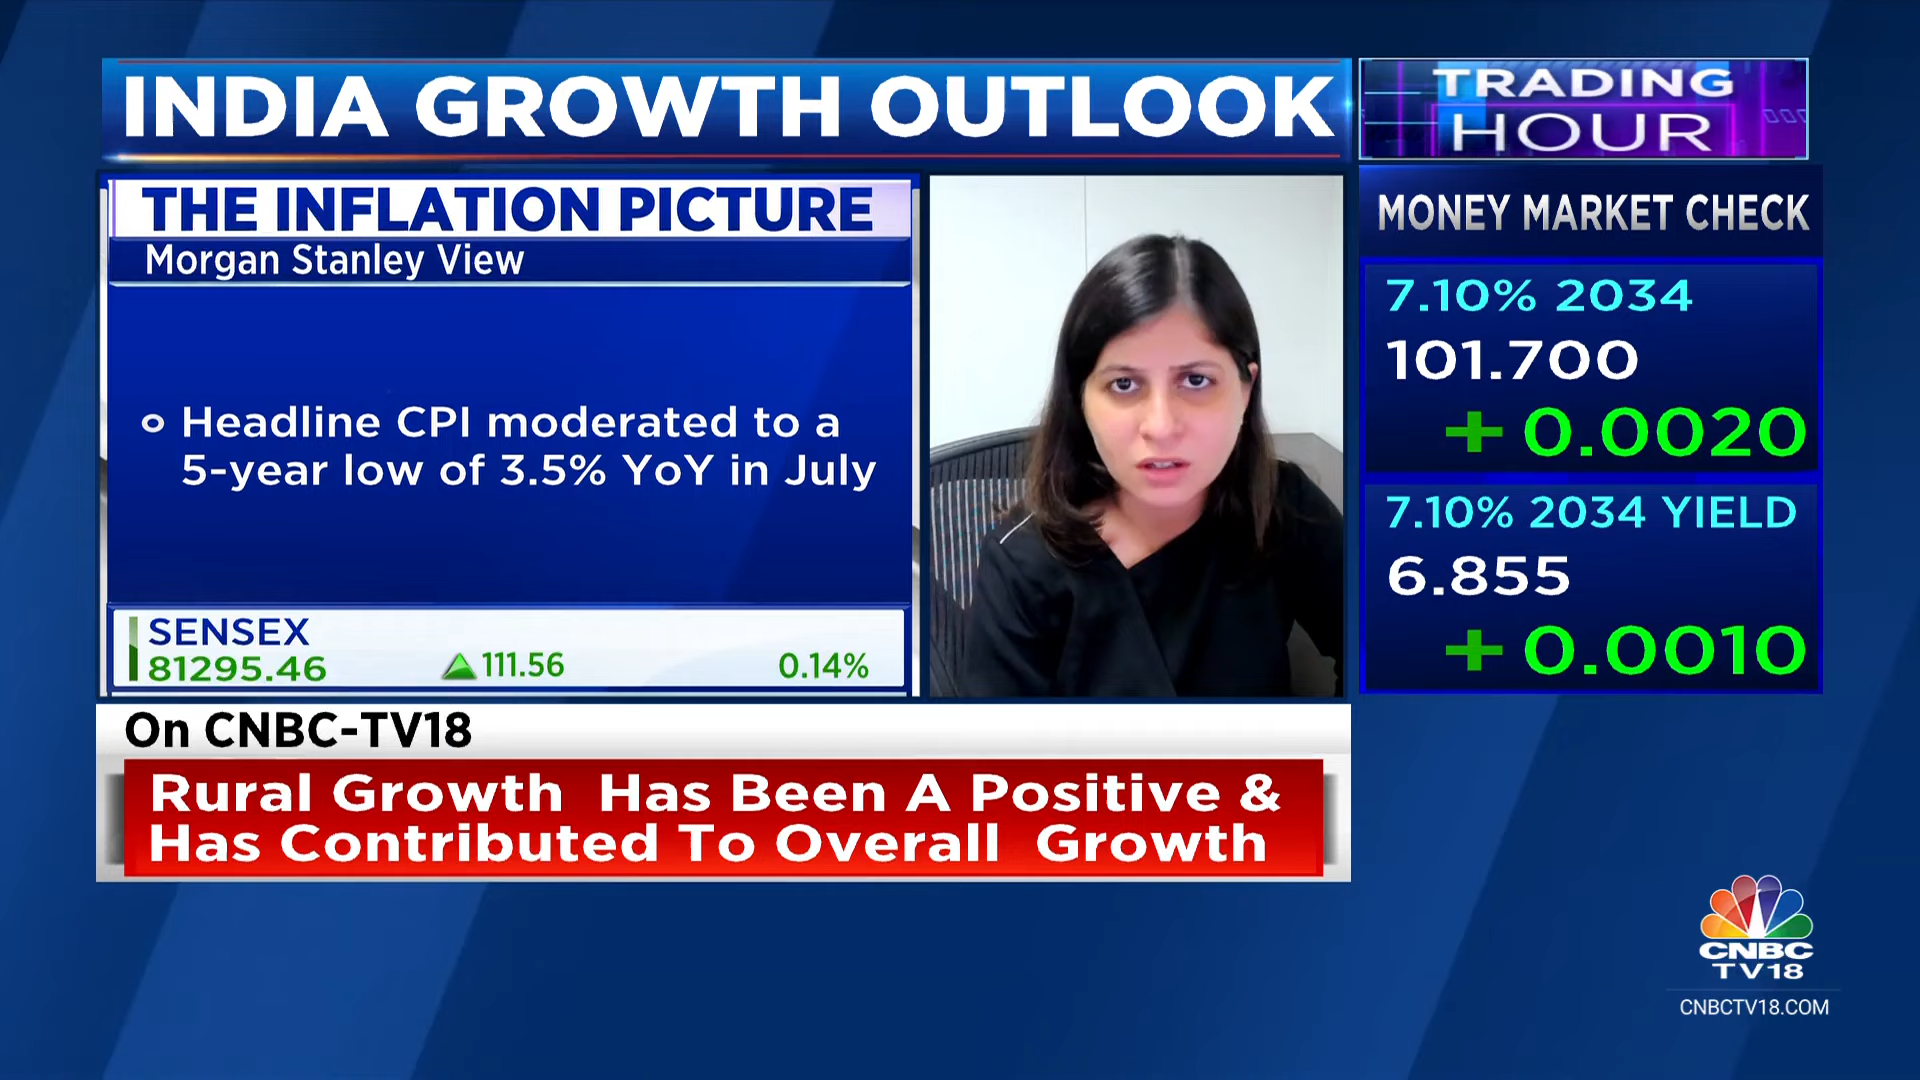 INDIA GROWTH OUTLOOK
TRADING
HOUR
THE INFLATION PICTURE
Morgan Stanley View
Headline CPI moderated to a
5-year low of 3.5% YoY in July
SENSEX
81295.46 111.56 0.14%
MONEY MARKET CHECK
7.10% 2034
101.700
+ 0.0020
7.10% 2034 YIELD
6.855
+ 0.0010
On CNBC-TV18
Rural Growth Has Been A Positive &
Has Contributed To Overall Growth
CNBC
TV18
CNBCTV18.COM